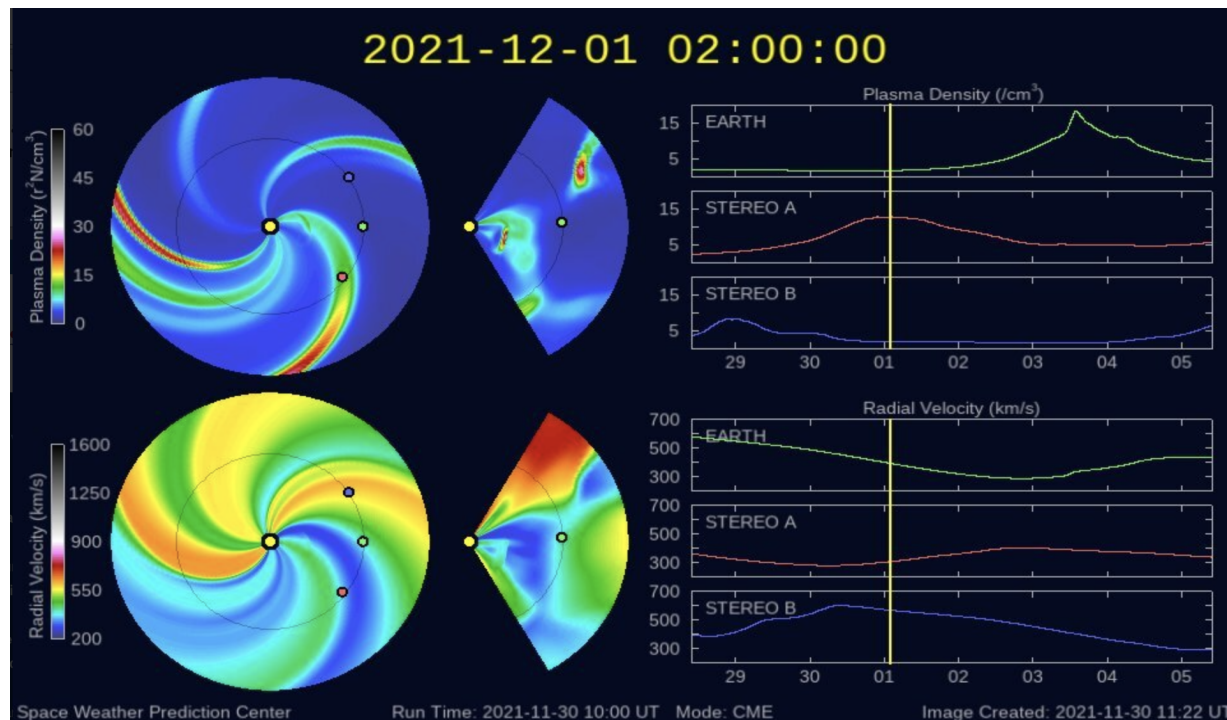 2021-12-01 02:00:00
Plasma Density (r²N/cm³)
60
45
30
15
0
Plasma Density (/cm³)
EARTH
15
5
STEREO A
15
5
STEREO B
15
5
29 30 01 02 03 04 05
Radial Velocity (km/s)
1600
1250
900
550
200
Radial Velocity (km/s)
700
EARTH
500
300
700
STEREO A
500
300
700
STEREO B
500
300
29 30 01 02 03 04 05
Space Weather Prediction Center Run Time: 2021-11-30 10:00 UT Mode: CME Image Created: 2021-11-30 11:22 UT